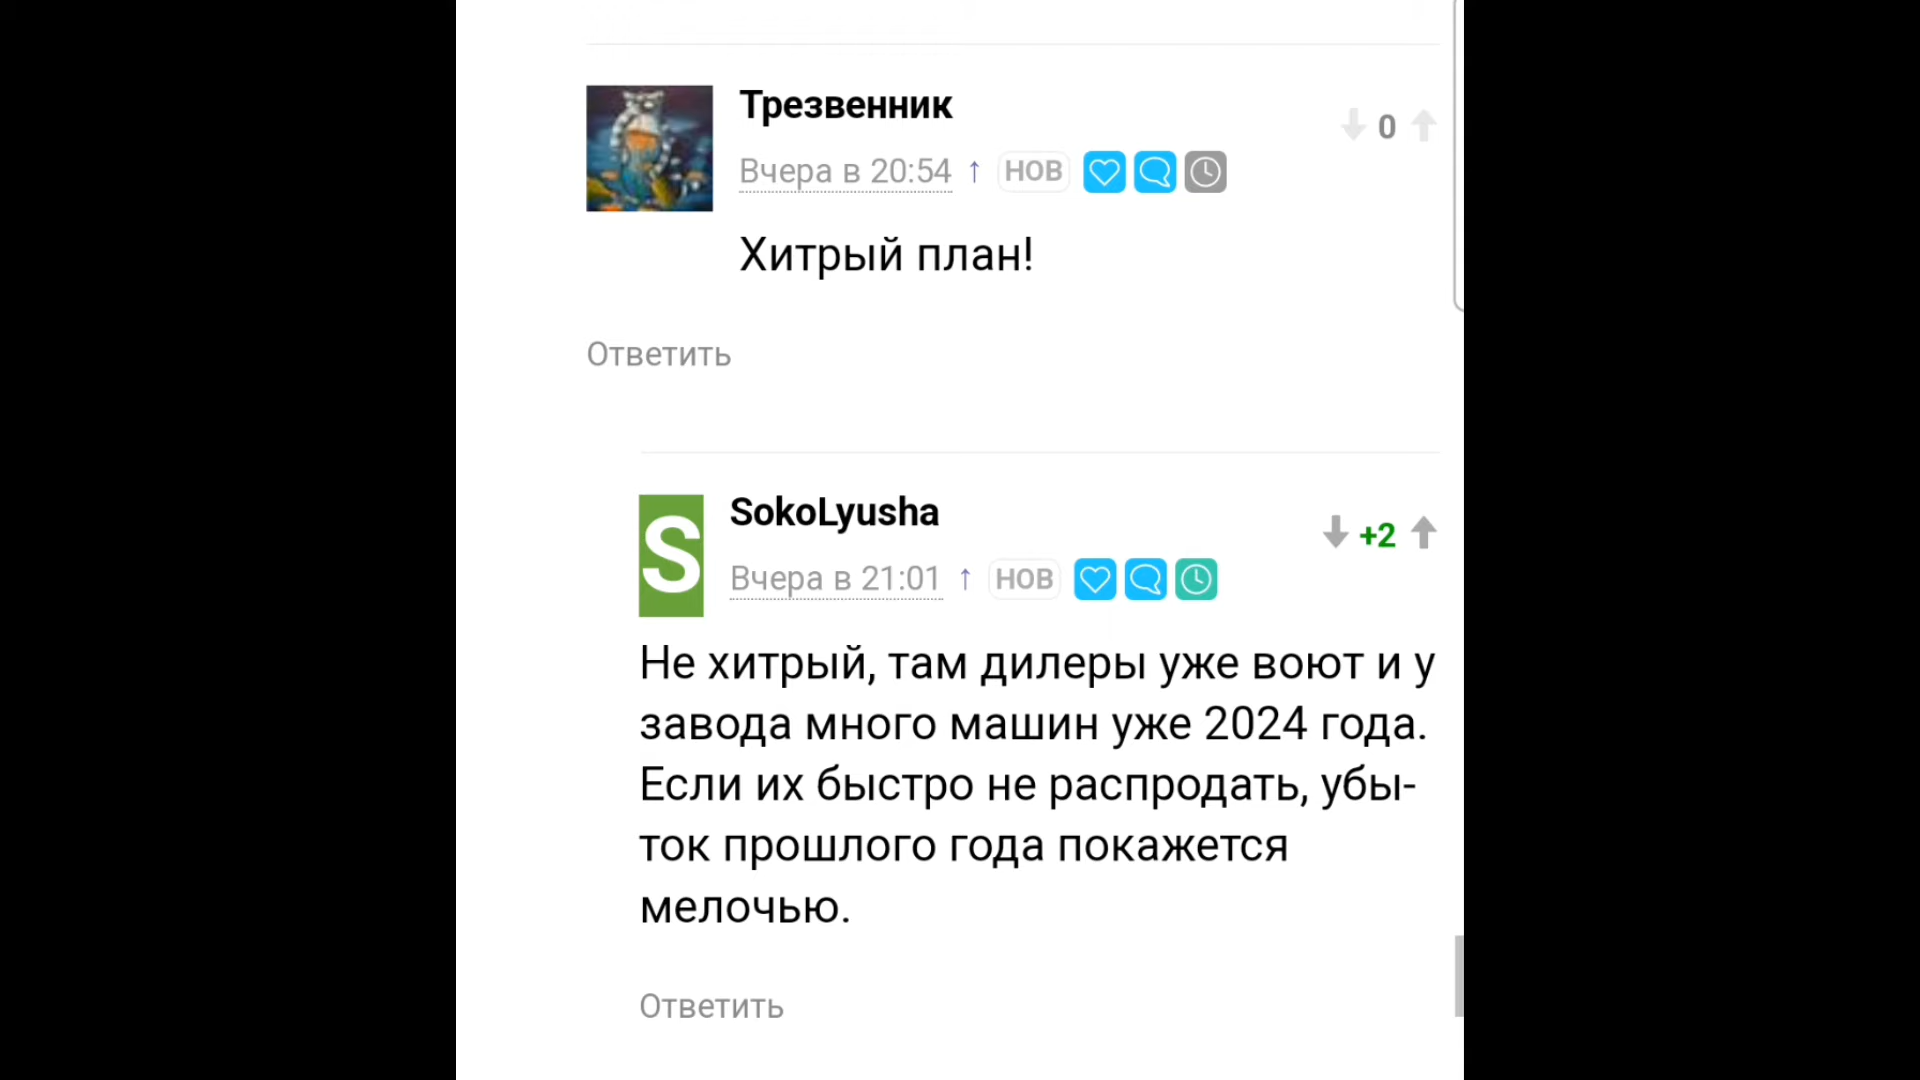 Трезвенник
0
Вчера в 20:54 ↑ НОВ
Хитрый план!
Ответить
S
SokoLyusha
+2
Вчера в 21:01 ↑ НОВ
Не хитрый, там дилеры уже воют и у
завода много машин уже 2024 года.
Если их быстро не распродать, убы-
ток прошлого года покажется
мелочью.
Ответить